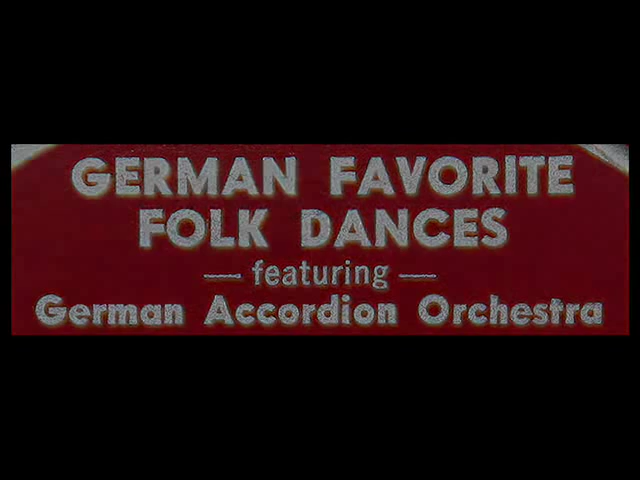 GERMAN FAVORITE
FOLK DANCES
— featuring —
German Accordion Orchestra